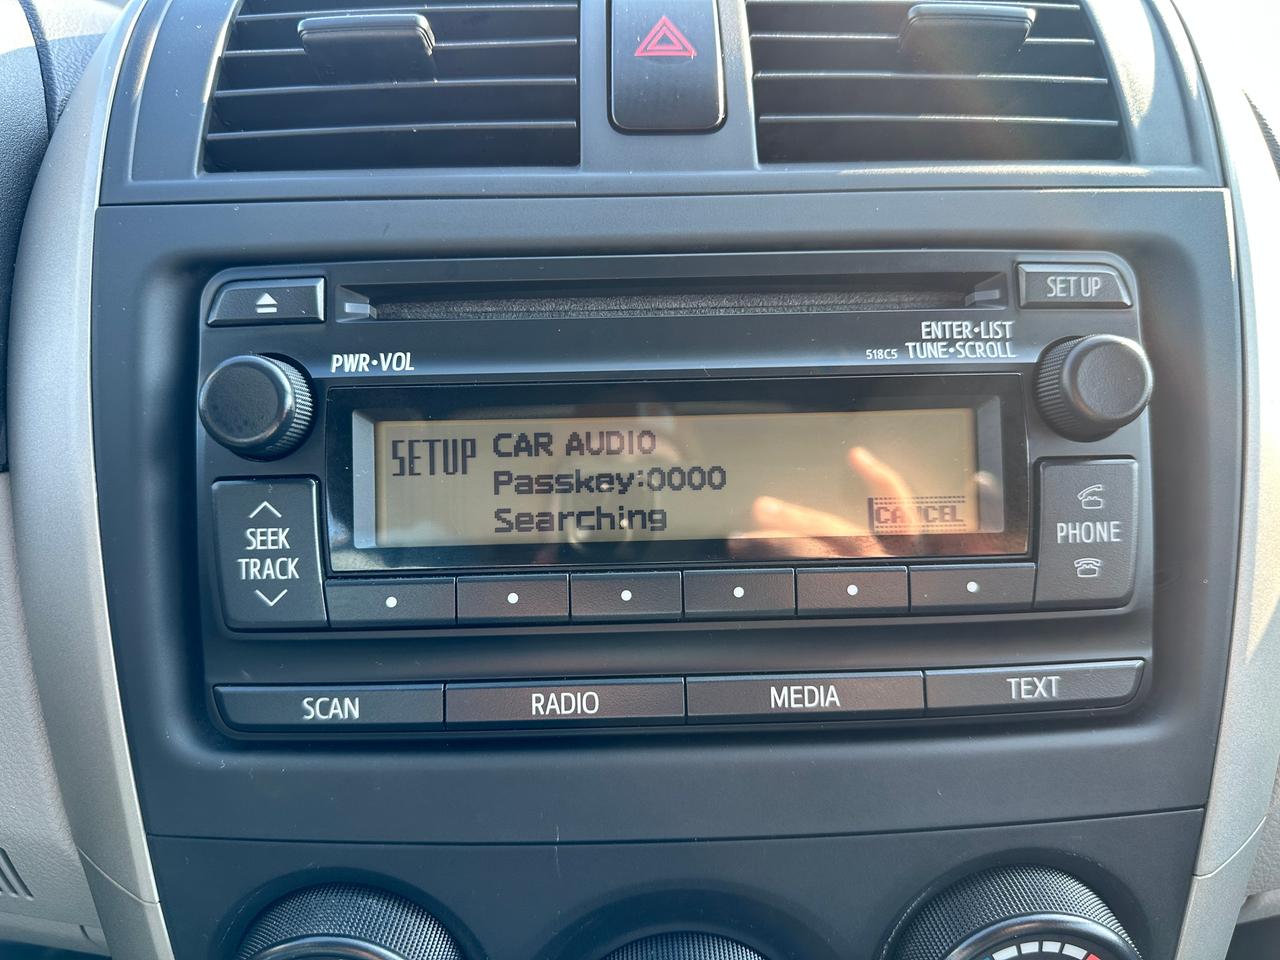 SET UP
ENTER•LIST
PWR•VOL
518C5 TUNE•SCROLL
SETUP CAR AUDIO
Passkey:0000
Searching
CANCEL
SEEK
TRACK
PHONE
SCAN
RADIO
MEDIA
TEXT